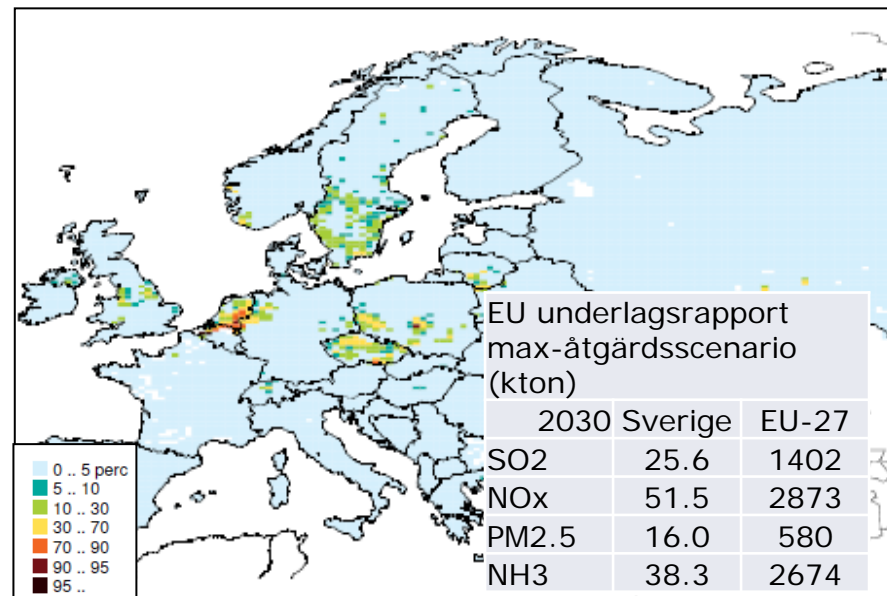 EU underlagsrapport
max-åtgärdsscenario
(kton)
2030 Sverige EU-27
SO2 25.6 1402
NOx 51.5 2873
PM2.5 16.0 580
NH3 38.3 2674
0 .. 5 perc
5 .. 10
10 .. 30
30 .. 70
70 .. 90
90 .. 95
95 ..